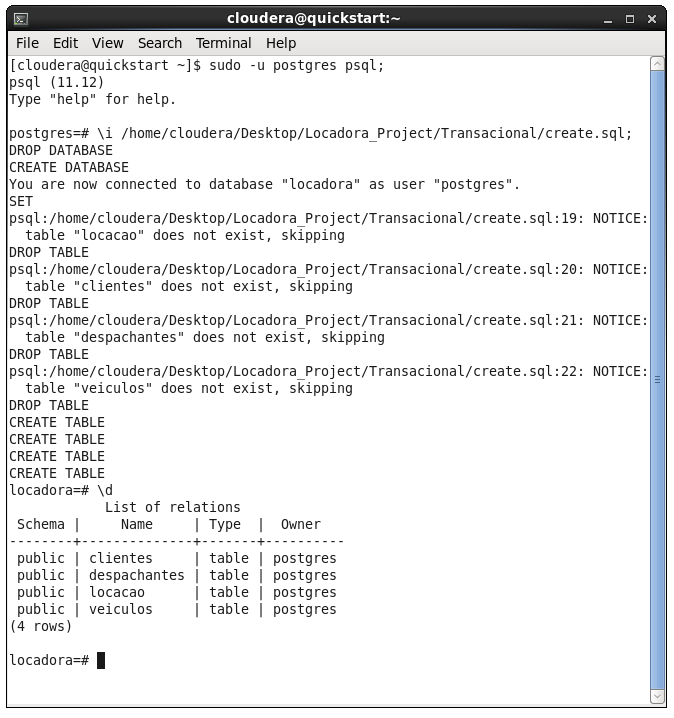 cloudera@quickstart:~
File Edit View Search Terminal Help
[cloudera@quickstart ~]$ sudo -u postgres psql;
psql (11.12)
Type "help" for help.

postgres=# \i /home/cloudera/Desktop/Locadora_Project/Transacional/create.sql;
DROP DATABASE
CREATE DATABASE
You are now connected to database "locadora" as user "postgres".
SET
psql:/home/cloudera/Desktop/Locadora_Project/Transacional/create.sql:19: NOTICE:
  table "locacao" does not exist, skipping
DROP TABLE
psql:/home/cloudera/Desktop/Locadora_Project/Transacional/create.sql:20: NOTICE:
  table "clientes" does not exist, skipping
DROP TABLE
psql:/home/cloudera/Desktop/Locadora_Project/Transacional/create.sql:21: NOTICE:
  table "despachantes" does not exist, skipping
DROP TABLE
psql:/home/cloudera/Desktop/Locadora_Project/Transacional/create.sql:22: NOTICE:
  table "veiculos" does not exist, skipping
DROP TABLE
CREATE TABLE
CREATE TABLE
CREATE TABLE
CREATE TABLE
locadora=# \d
            List of relations
 Schema |     Name     | Type  |  Owner
--------+--------------+-------+----------
 public | clientes     | table | postgres
 public | despachantes | table | postgres
 public | locacao      | table | postgres
 public | veiculos     | table | postgres
(4 rows)

locadora=#